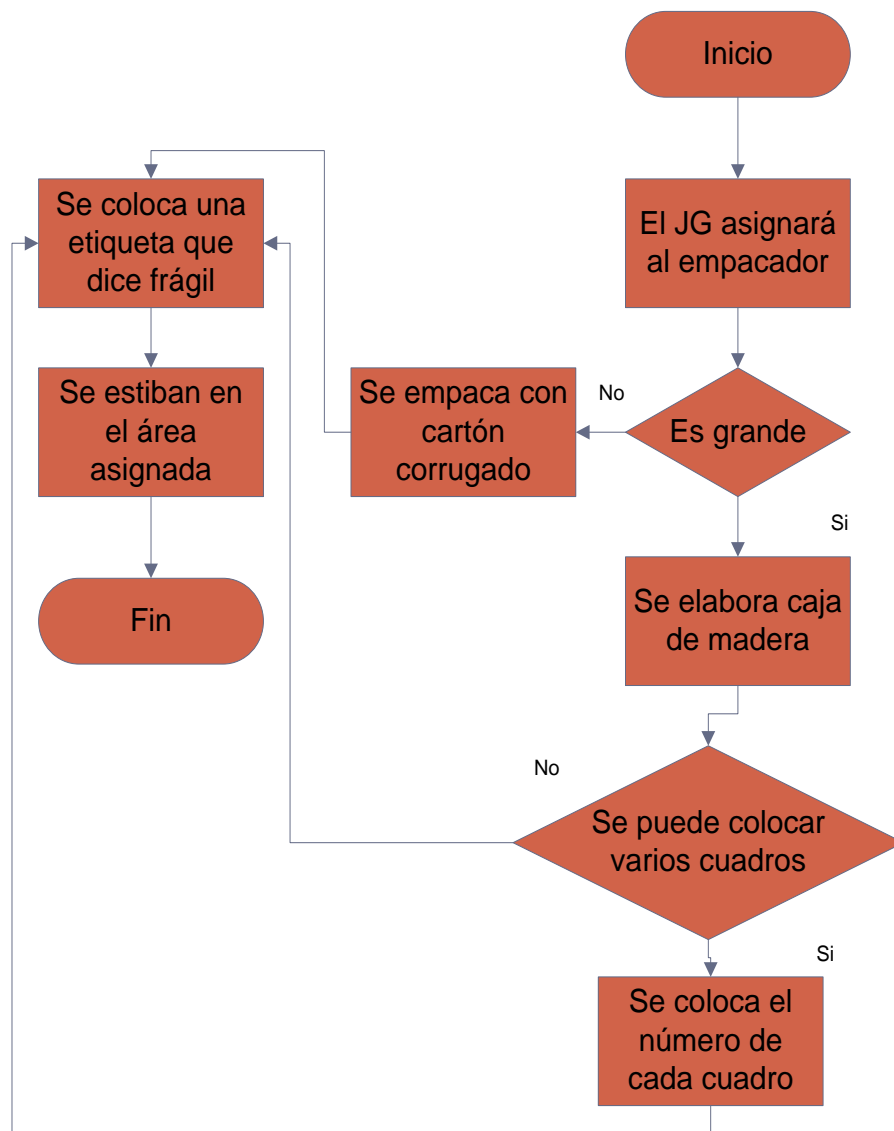 Inicio
El JG asignará
al empacador
Es grande
No
Se empaca con
cartón
corrugado
Si
Se elabora caja
de madera
Se puede colocar
varios cuadros
No
Si
Se coloca el
número de
cada cuadro
Se coloca una
etiqueta que
dice frágil
Se estiban en
el área
asignada
Fin